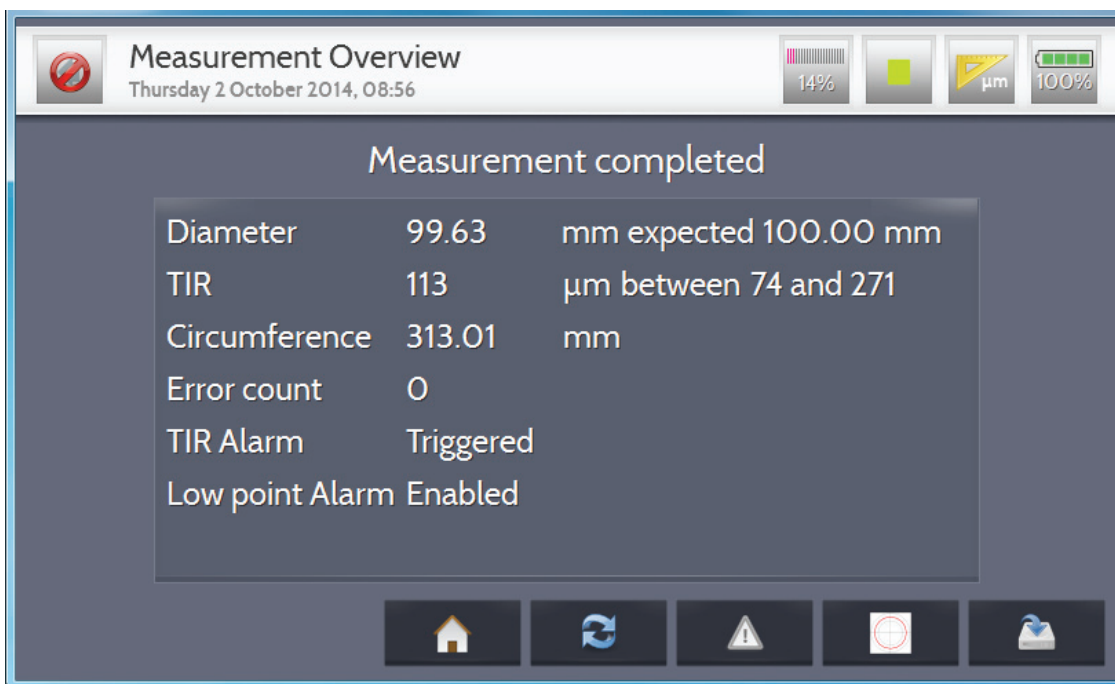 Measurement Overview
Thursday 2 October 2014, 08:56
14%
µm
100%
Measurement completed
Diameter 99.63 mm expected 100.00 mm
TIR 113 µm between 74 and 271
Circumference 313.01 mm
Error count 0
TIR Alarm Triggered
Low point Alarm Enabled